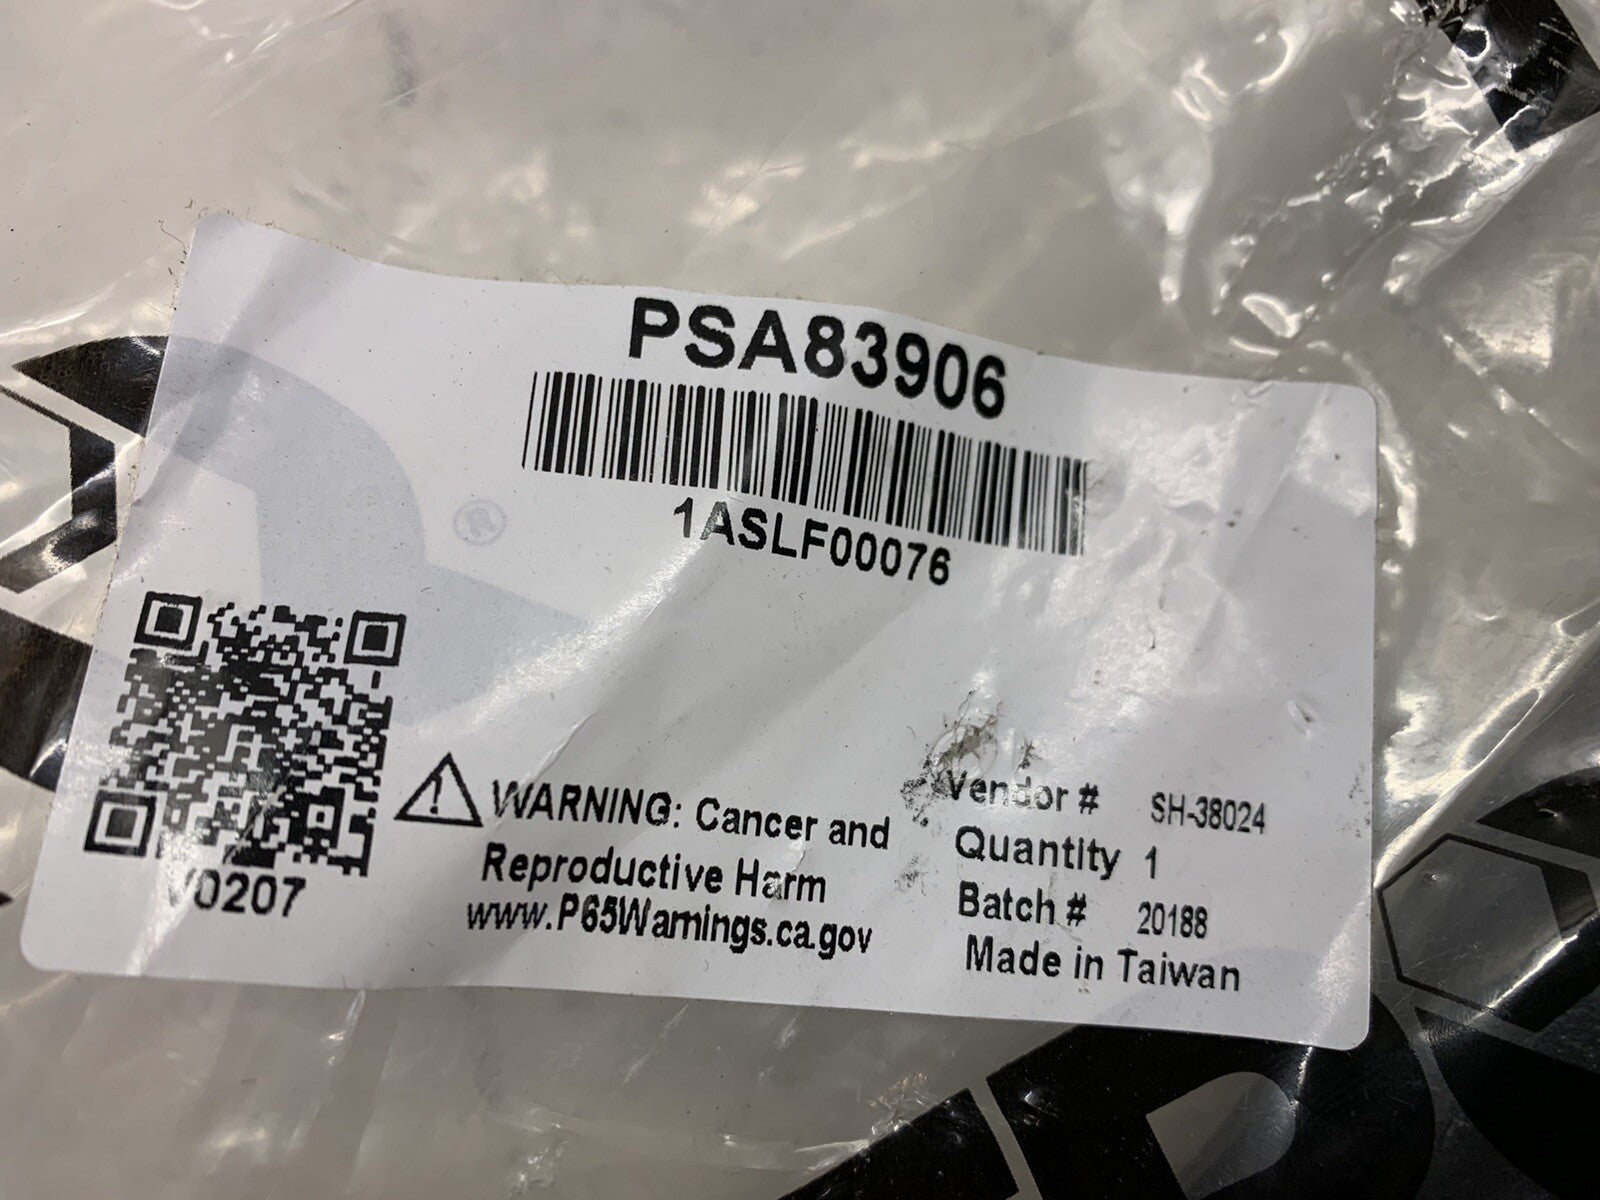 PSA83906
1ASLF00076
®
V0207
WARNING: Cancer and
Reproductive Harm
www.P65Warnings.ca.gov
Vendor # SH-38024
Quantity 1
Batch # 20188
Made in Taiwan